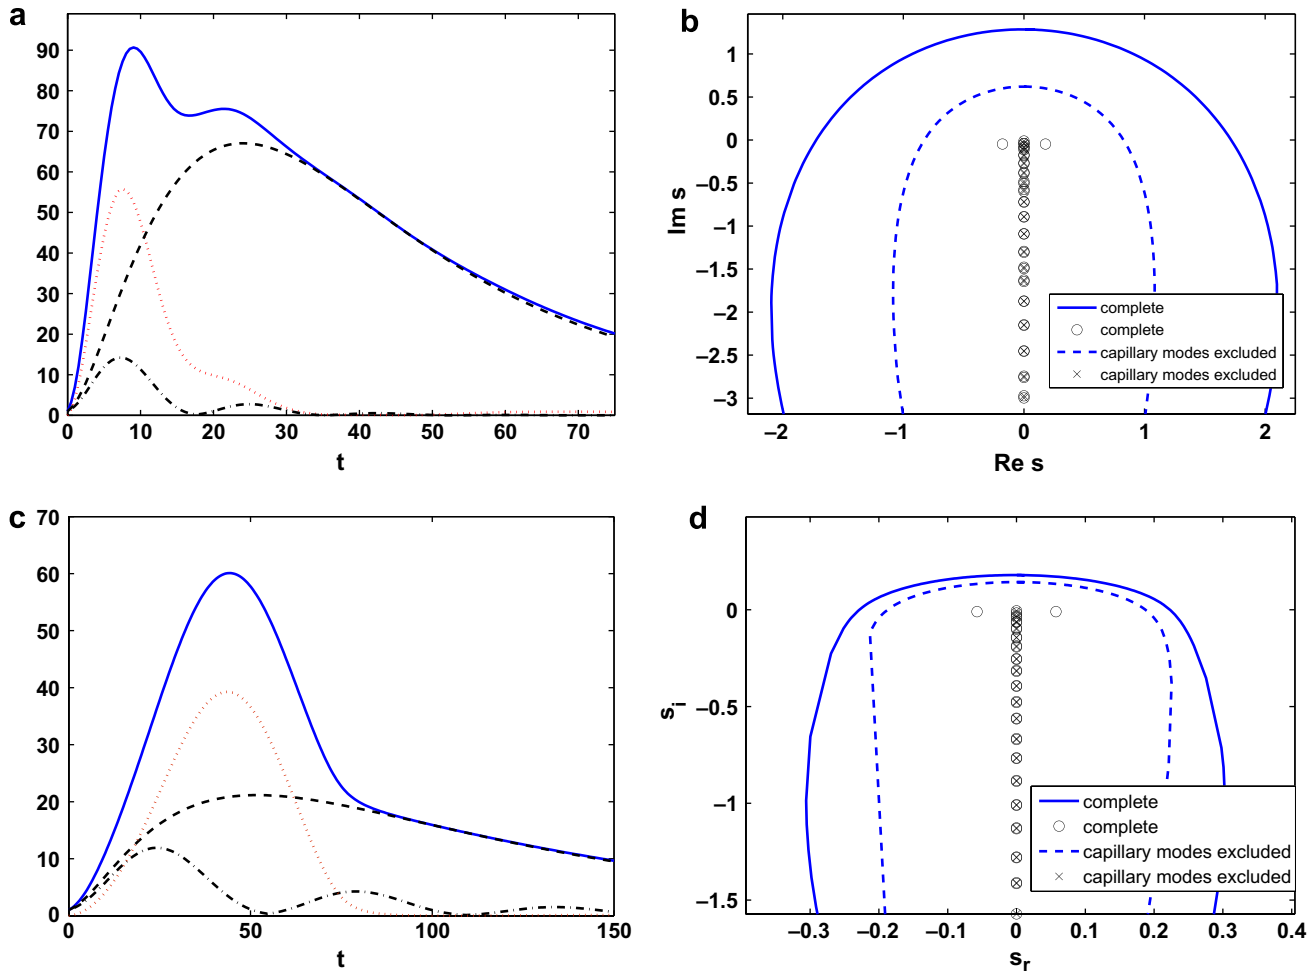 a
90
80
70
60
50
40
30
20
10
0
0 10 20 30 40 50 60 70
t
b
1
0.5
0
−0.5
−1
−1.5
−2
−2.5
−3
Im s
complete
complete
capillary modes excluded
capillary modes excluded
−2 −1 0 1 2
Re s
c
70
60
50
40
30
20
10
0
0 50 100 150
t
d
0
−0.5
−1
−1.5
s_i
complete
complete
capillary modes excluded
capillary modes excluded
−0.3 −0.2 −0.1 0 0.1 0.2 0.3 0.4
s_r